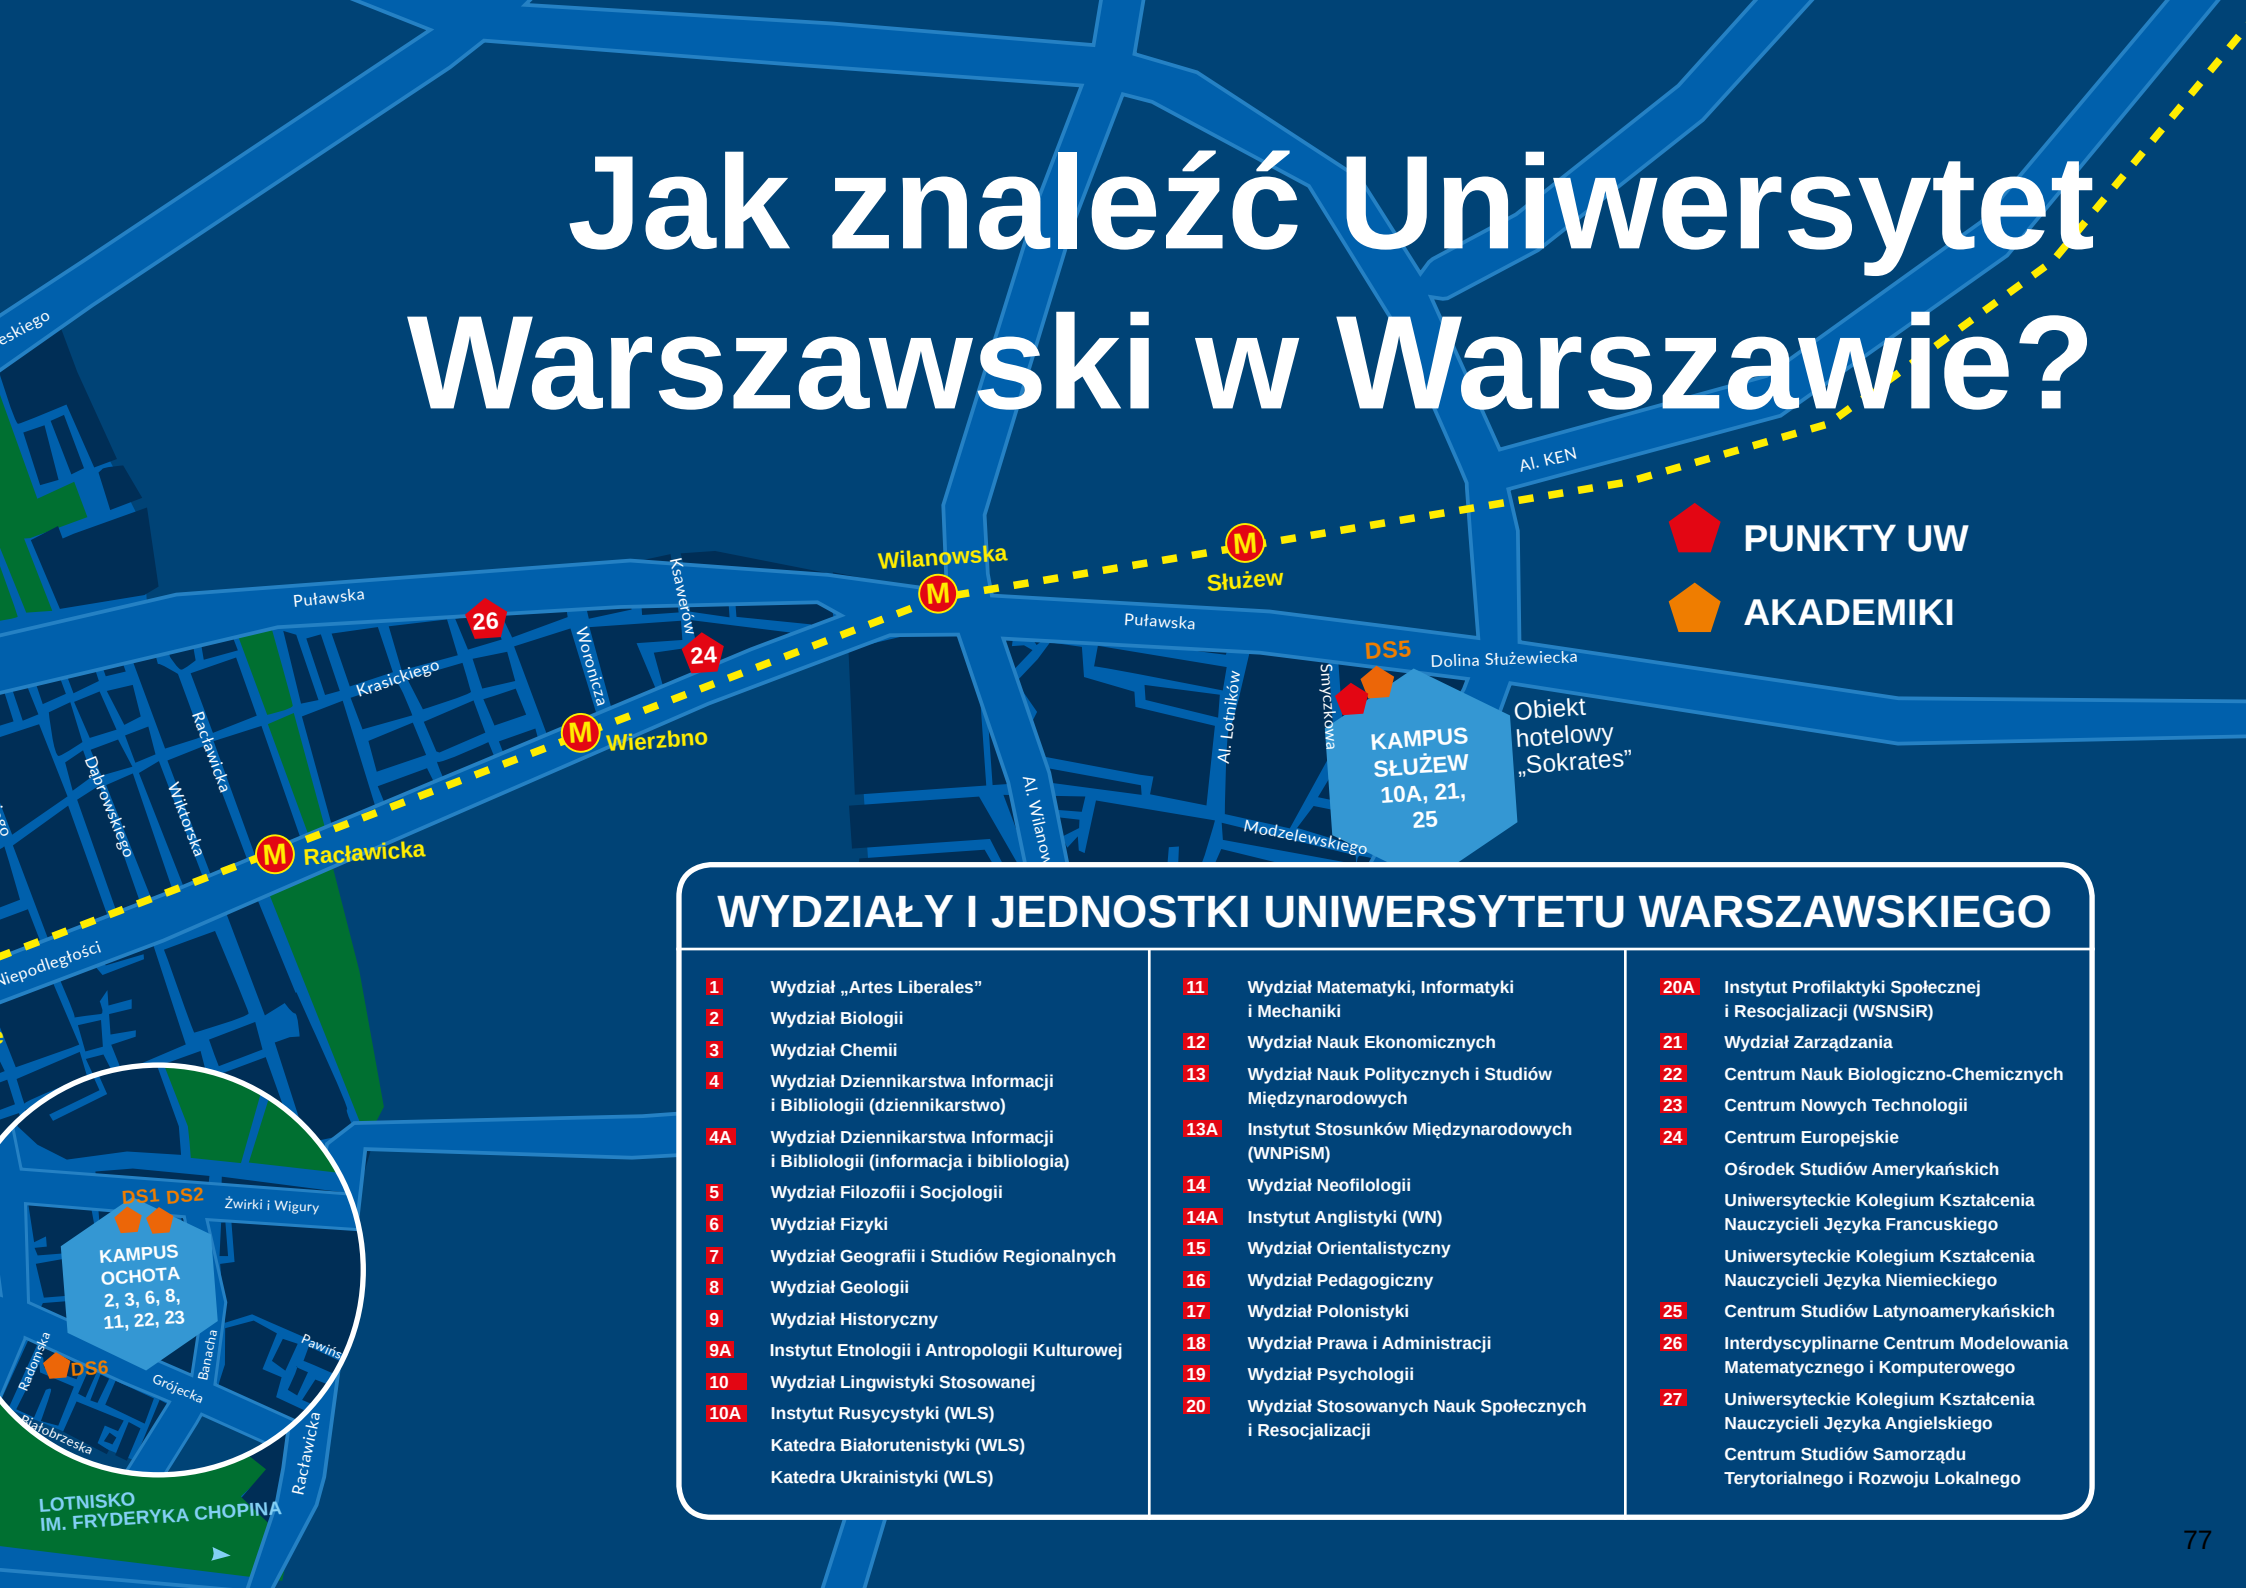 Jak znaleźć Uniwersytet
Warszawski w Warszawie?
eskiego
Al. KEN
PUNKTY UW
AKADEMIKI
Puławska
26
Ksawerów
24
Wilanowska
M
M
Służew
Puławska
DS5
Dolina Służewiecka
Smyczkowa
Obiekt
hotelowy
„Sokrates”
KAMPUS
SŁUŻEW
10A, 21,
25
Krasickiego
Woronicza
M
Wierzbno
Racławicka
Dąbrowskiego
Wiktorska
M
Racławicka
Al. Lotników
Al. Wilanow
Modzelewskiego
Niepodległości
WYDZIAŁY I JEDNOSTKI UNIWERSYTETU WARSZAWSKIEGO
1 Wydział „Artes Liberales”
2 Wydział Biologii
3 Wydział Chemii
4 Wydział Dziennikarstwa Informacji
i Bibliologii (dziennikarstwo)
4A Wydział Dziennikarstwa Informacji
i Bibliologii (informacja i bibliologia)
5 Wydział Filozofii i Socjologii
6 Wydział Fizyki
7 Wydział Geografii i Studiów Regionalnych
8 Wydział Geologii
9 Wydział Historyczny
9A Instytut Etnologii i Antropologii Kulturowej
10 Wydział Lingwistyki Stosowanej
10A Instytut Rusycystyki (WLS)
Katedra Białorutenistyki (WLS)
Katedra Ukrainistyki (WLS)
11 Wydział Matematyki, Informatyki
i Mechaniki
12 Wydział Nauk Ekonomicznych
13 Wydział Nauk Politycznych i Studiów
Międzynarodowych
13A Instytut Stosunków Międzynarodowych
(WNPiSM)
14 Wydział Neofilologii
14A Instytut Anglistyki (WN)
15 Wydział Orientalistyczny
16 Wydział Pedagogiczny
17 Wydział Polonistyki
18 Wydział Prawa i Administracji
19 Wydział Psychologii
20 Wydział Stosowanych Nauk Społecznych
i Resocjalizacji
20A Instytut Profilaktyki Społecznej
i Resocjalizacji (WSNSiR)
21 Wydział Zarządzania
22 Centrum Nauk Biologiczno-Chemicznych
23 Centrum Nowych Technologii
24 Centrum Europejskie
Ośrodek Studiów Amerykańskich
Uniwersyteckie Kolegium Kształcenia
Nauczycieli Języka Francuskiego
Uniwersyteckie Kolegium Kształcenia
Nauczycieli Języka Niemieckiego
25 Centrum Studiów Latynoamerykańskich
26 Interdyscyplinarne Centrum Modelowania
Matematycznego i Komputerowego
27 Uniwersyteckie Kolegium Kształcenia
Nauczycieli Języka Angielskiego
Centrum Studiów Samorządu
Terytorialnego i Rozwoju Lokalnego
DS1 DS2
Żwirki i Wigury
KAMPUS
OCHOTA
2, 3, 6, 8,
11, 22, 23
Radomska
DS6
Grójecka
Banacha
Pawińs
Białobrzeska
Racławicka
LOTNISKO
IM. FRYDERYKA CHOPINA
77